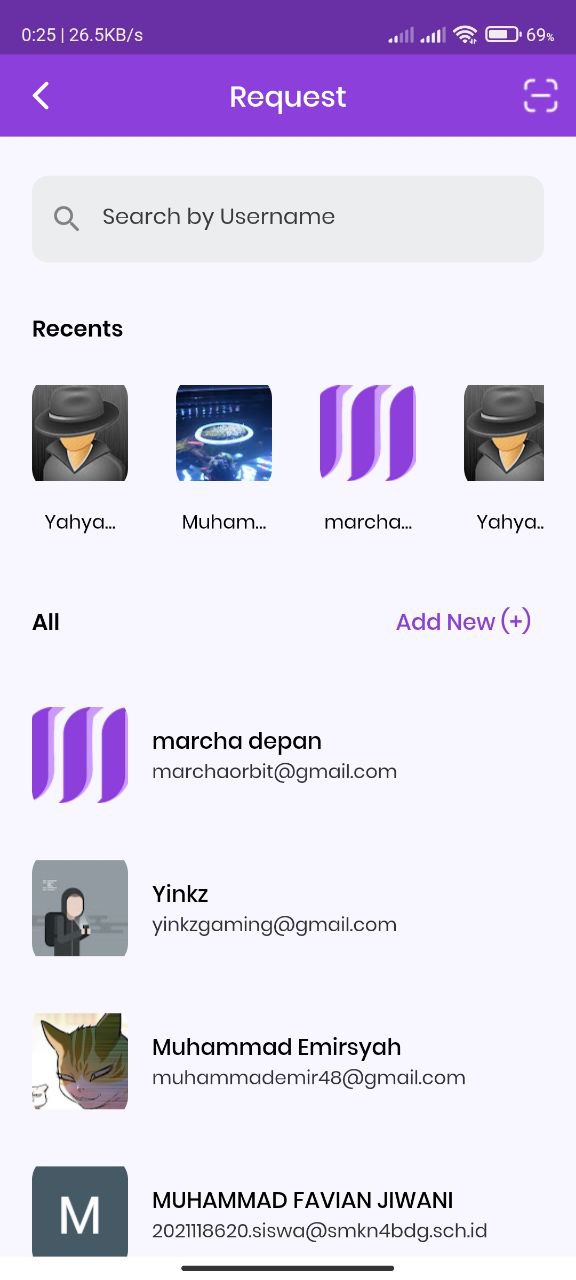 0:25 | 26.5KB/s 69%
Request
Search by Username
Recents
Yahya... Muham... marcha... Yahya..
All Add New (+)
marcha depan
marchaorbit@gmail.com
Yinkz
yinkzgaming@gmail.com
Muhammad Emirsyah
muhammademir48@gmail.com
M
MUHAMMAD FAVIAN JIWANI
2021118620.siswa@smkn4bdg.sch.id